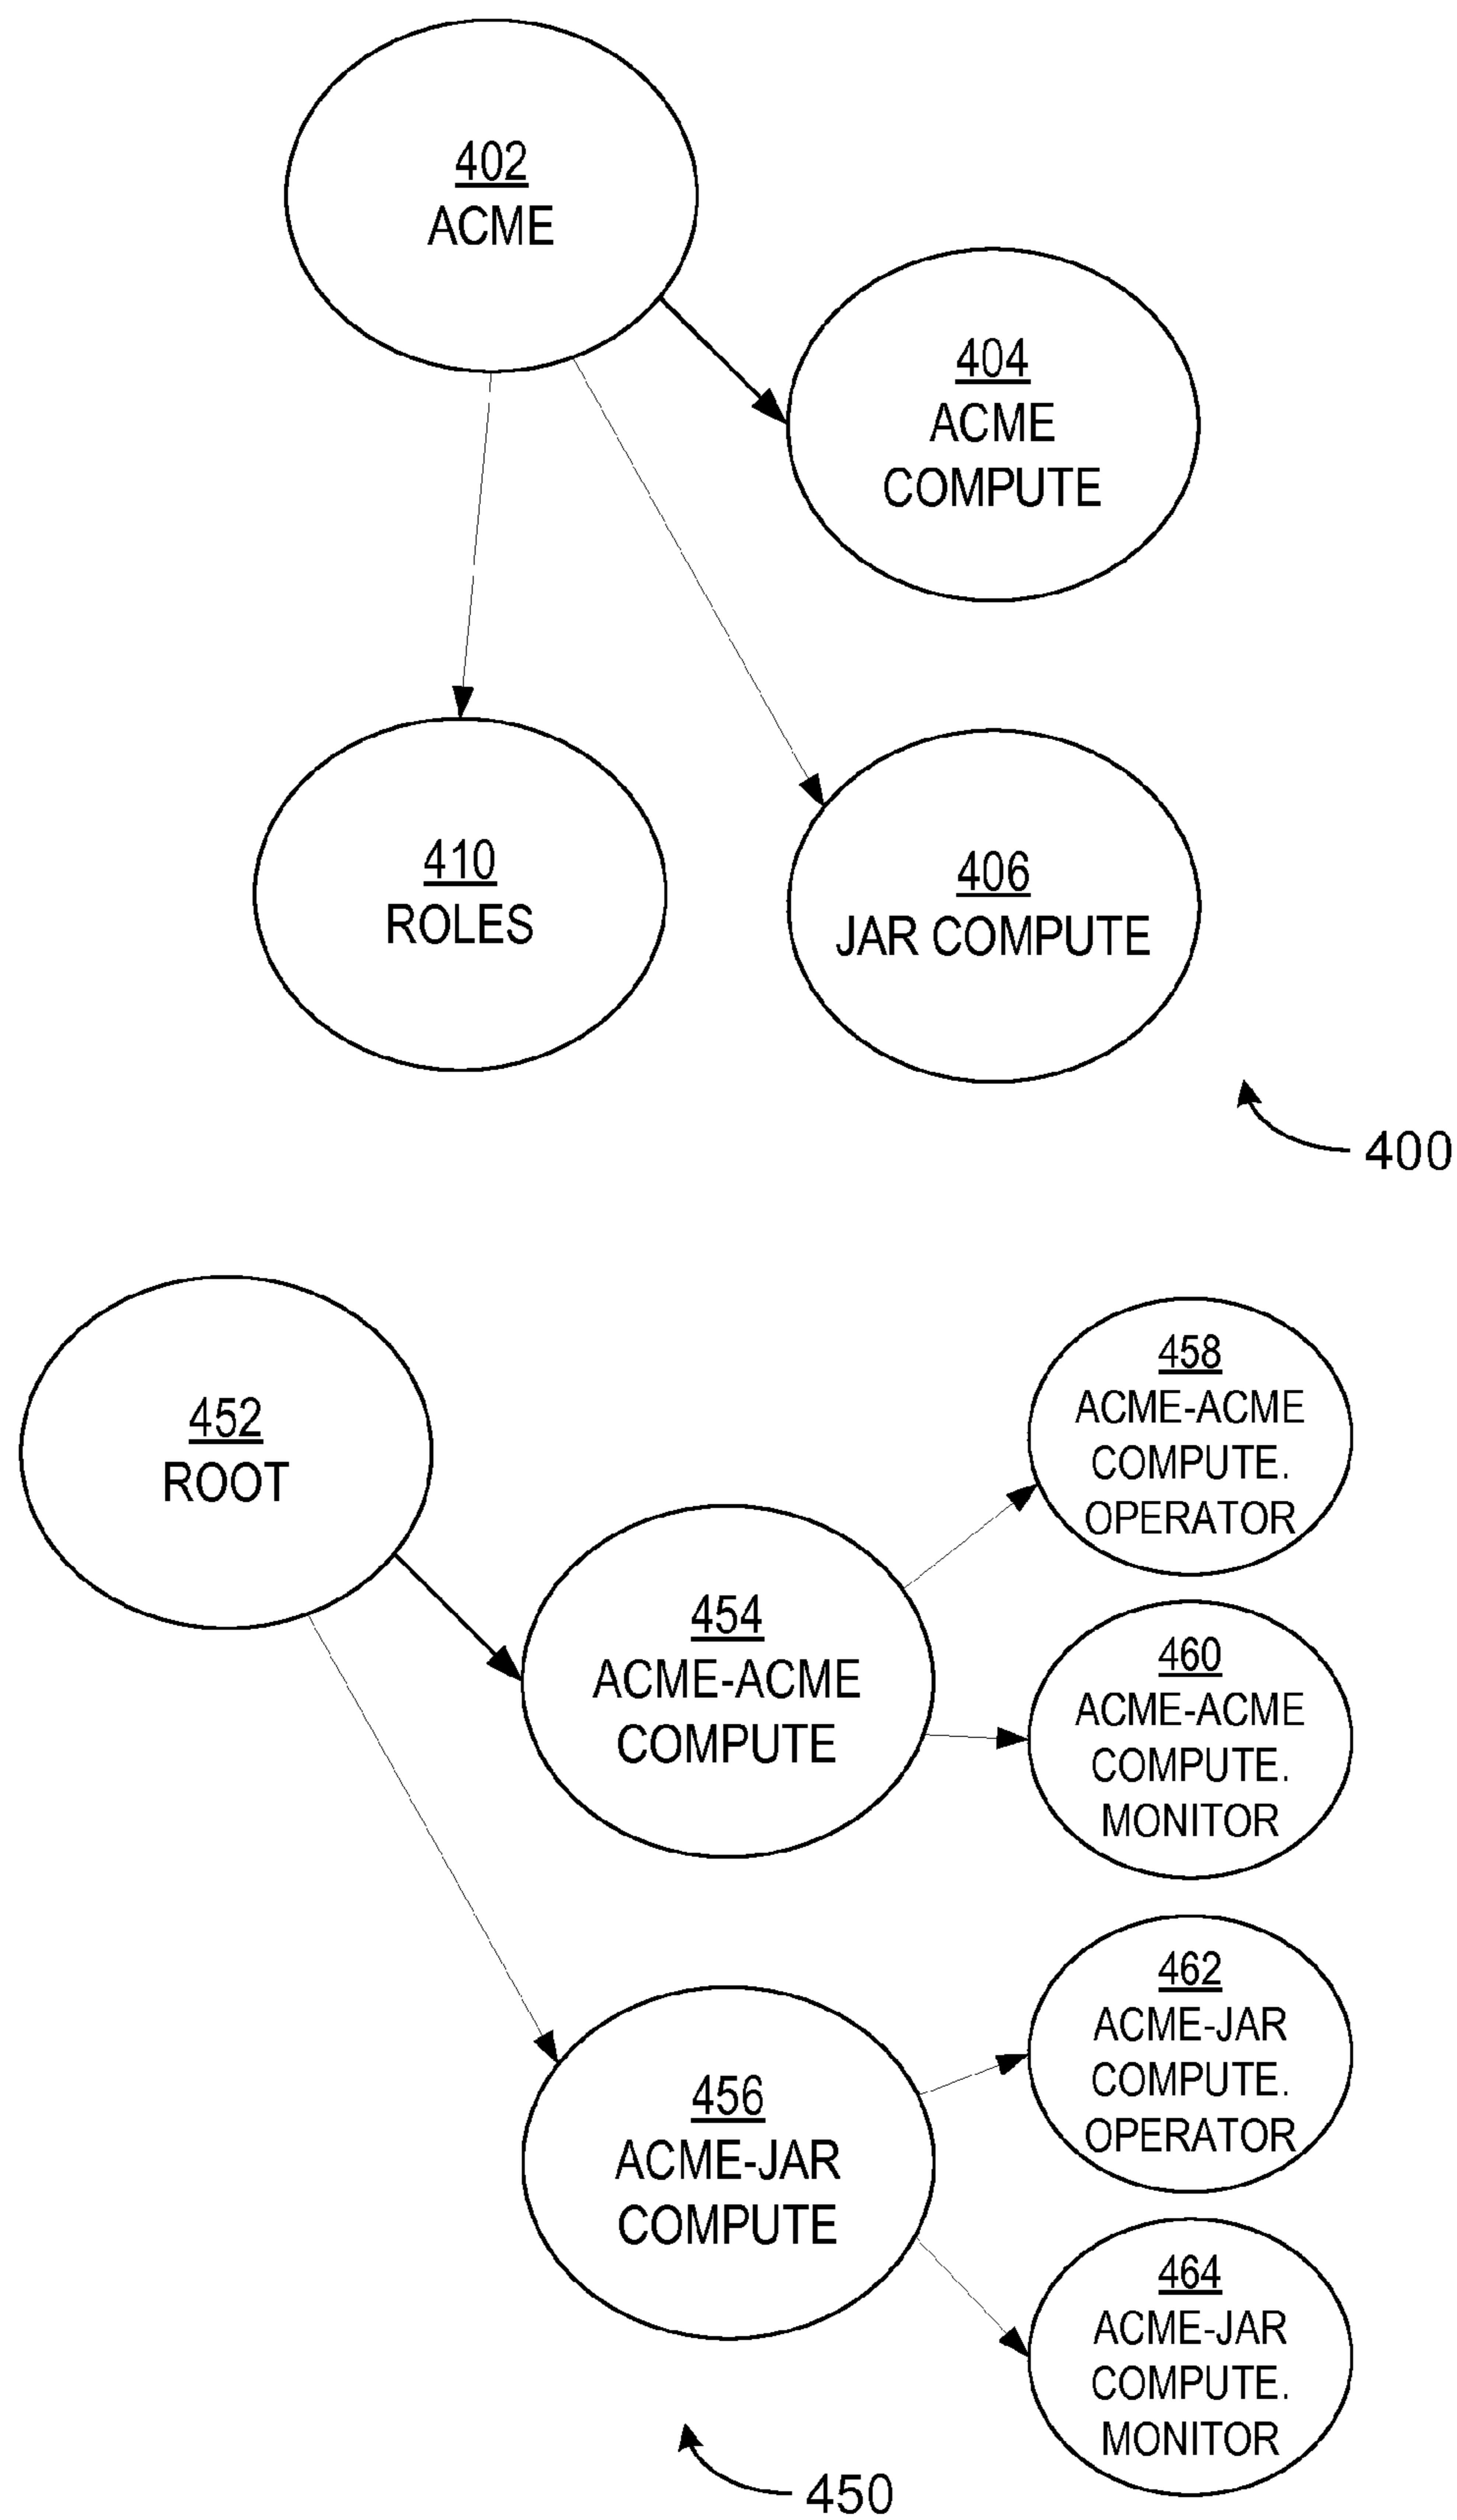 402
ACME
404
ACME
COMPUTE
410
ROLES
406
JAR COMPUTE
400
452
ROOT
458
ACME-ACME
COMPUTE.
OPERATOR
454
ACME-ACME
COMPUTE
460
ACME-ACME
COMPUTE.
MONITOR
462
ACME-JAR
COMPUTE.
OPERATOR
456
ACME-JAR
COMPUTE
464
ACME-JAR
COMPUTE.
MONITOR
450